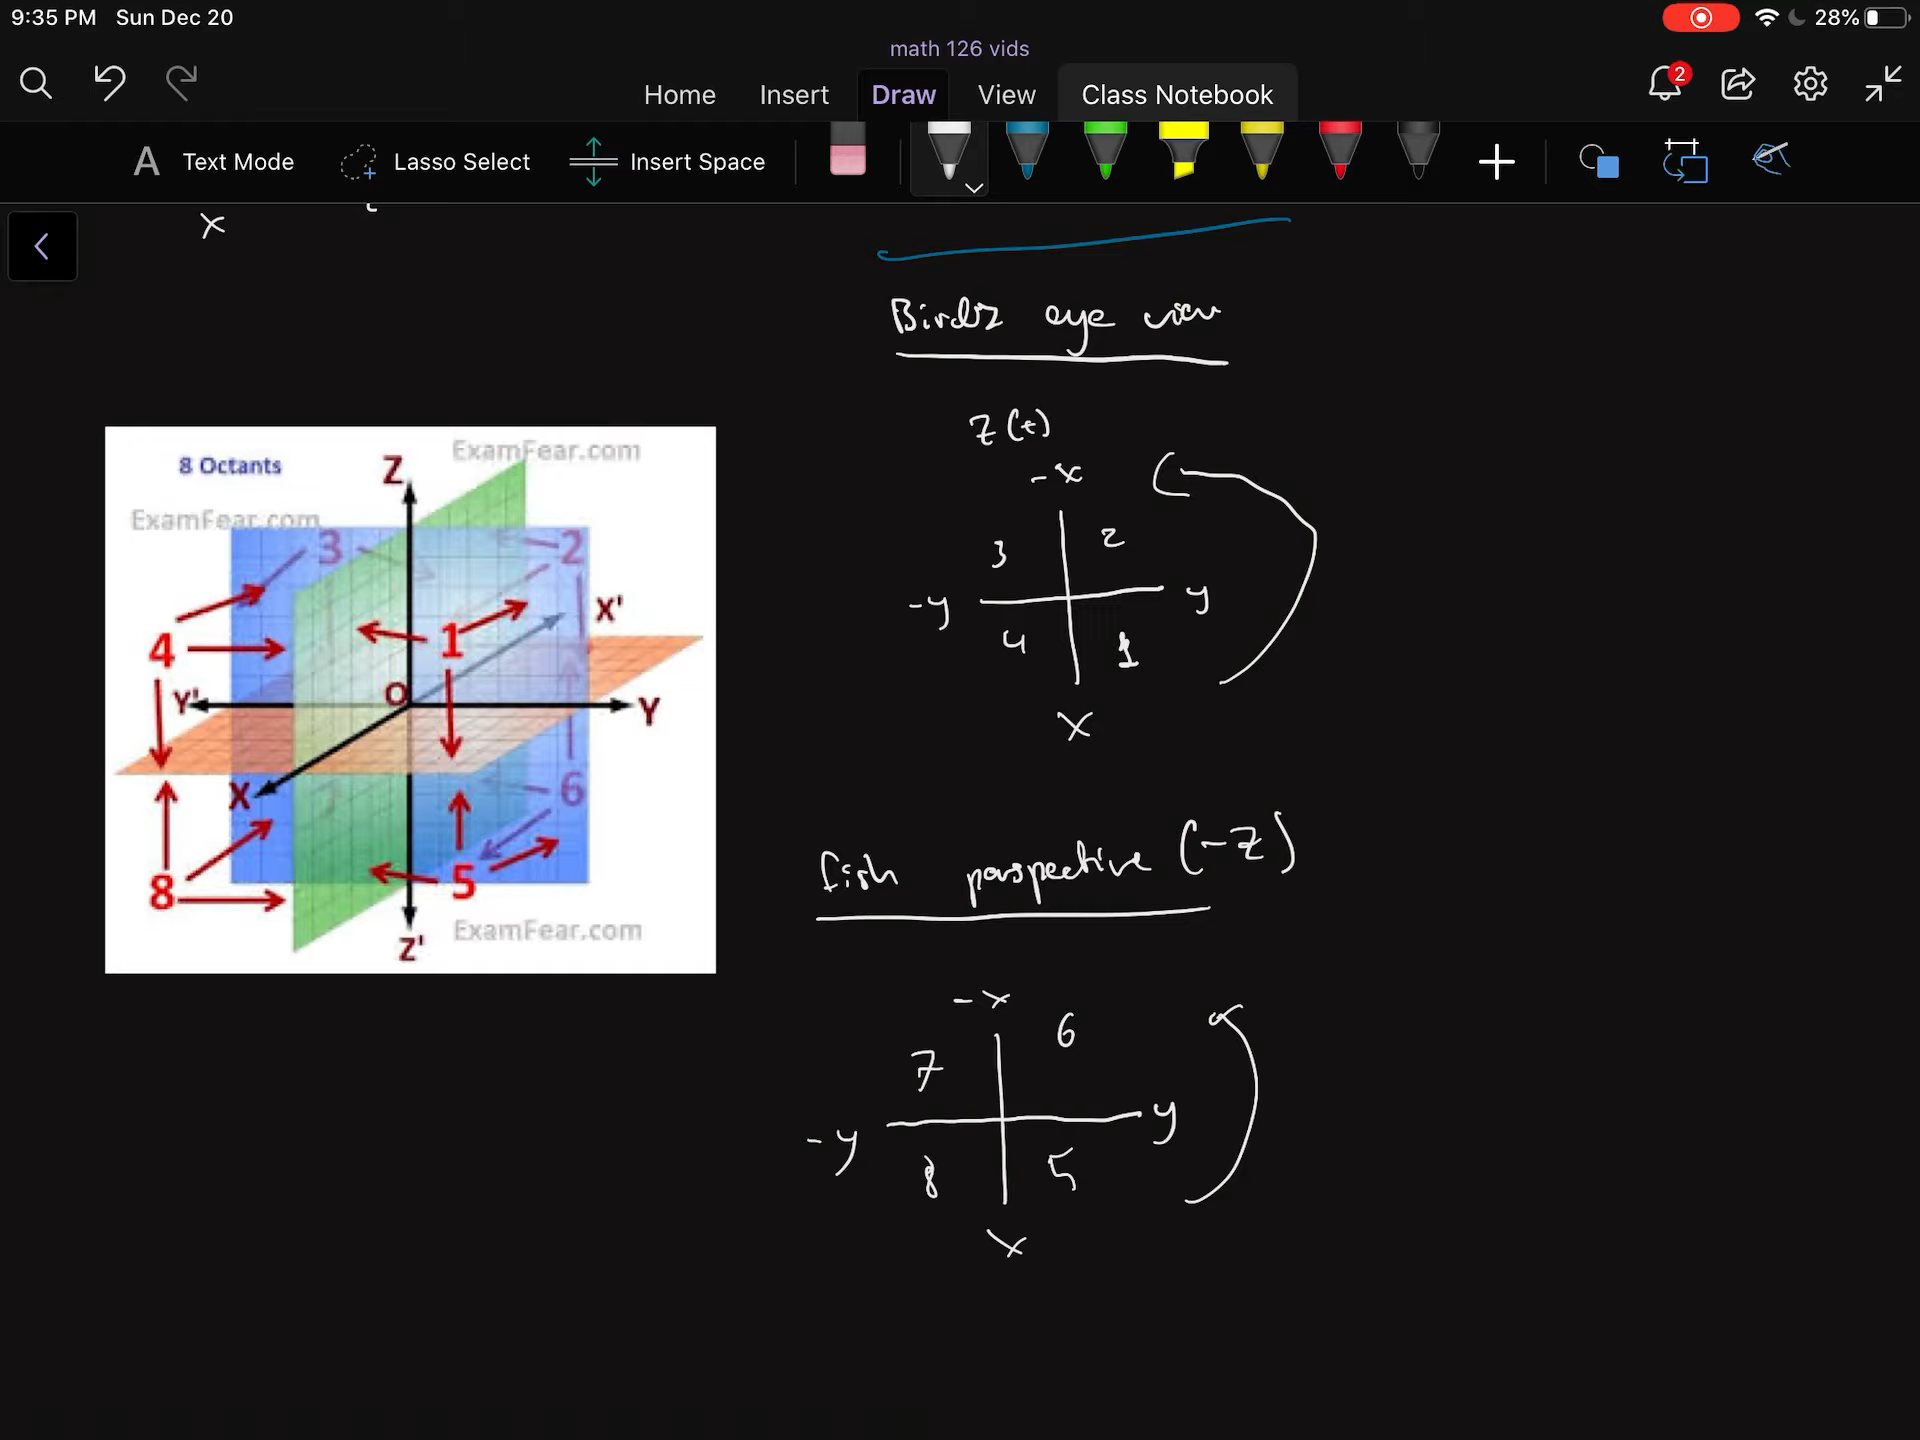 9:35 PM Sun Dec 20
28%
math 126 vids
Home Insert Draw View Class Notebook
2
A Text Mode Lasso Select Insert Space
x
Birdz eye view
z (+)
-x
3 2
-y y
4 1
x
8 Octants
ExamFear.com
Z
ExamFear.com
3 2
X'
4 1
O
Y' Y
X
6
8 5
Z'
ExamFear.com
fish perspective (-z)
-x
7 6
-y y
8 5
x